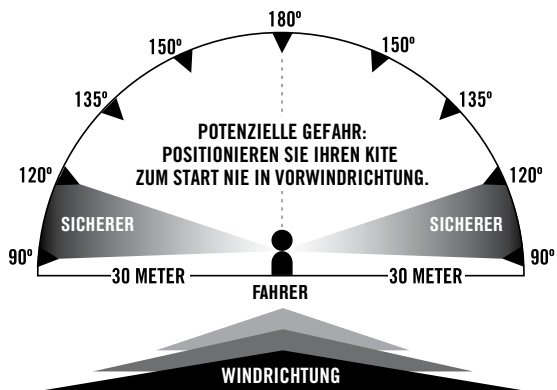 180º
150º
150º
135º
135º
POTENZIELLE GEFAHR:
POSITIONIEREN SIE IHREN KITE
ZUM START NIE IN VORWINDRICHTUNG.
120º
120º
SICHERER
SICHERER
90º
90º
30 METER
30 METER
FAHRER
WINDRICHTUNG